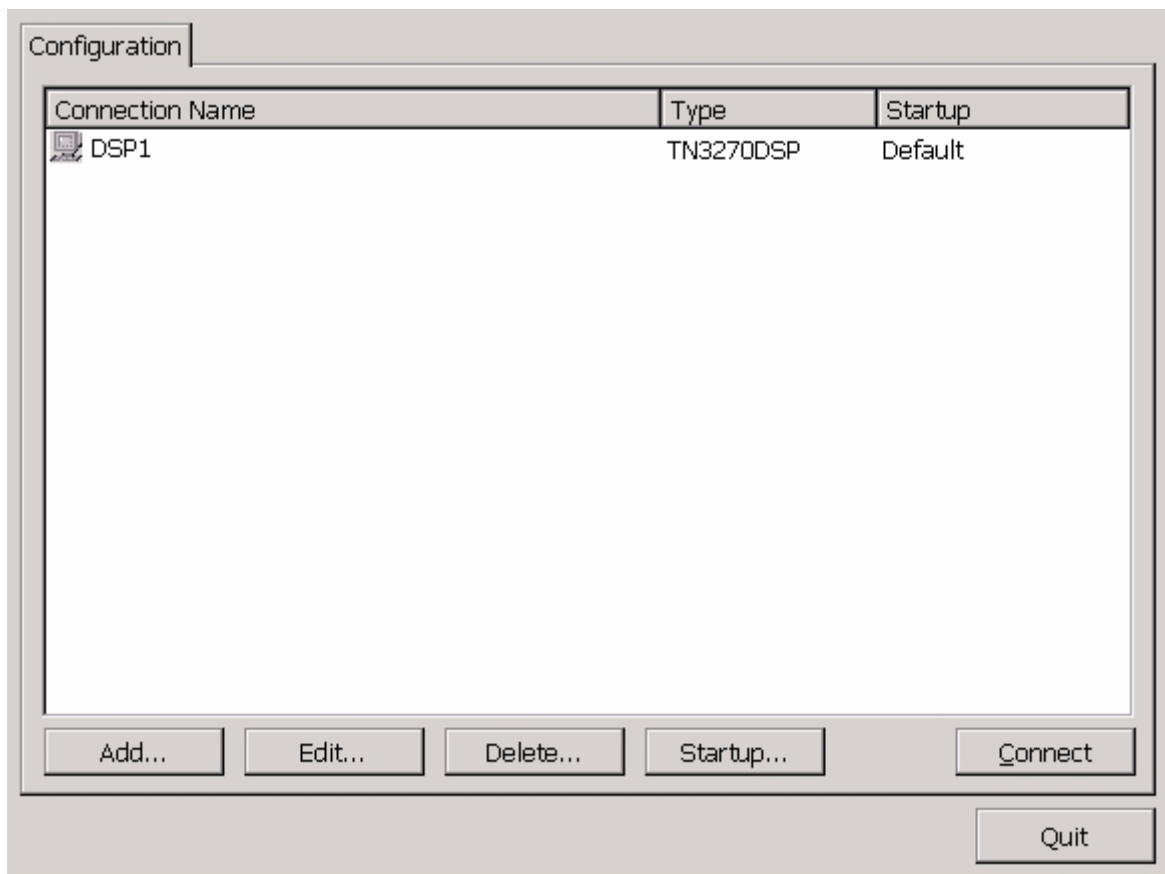 Configuration
Connection Name Type Startup
DSP1 TN3270DSP Default
Add... Edit... Delete... Startup... Connect
Quit